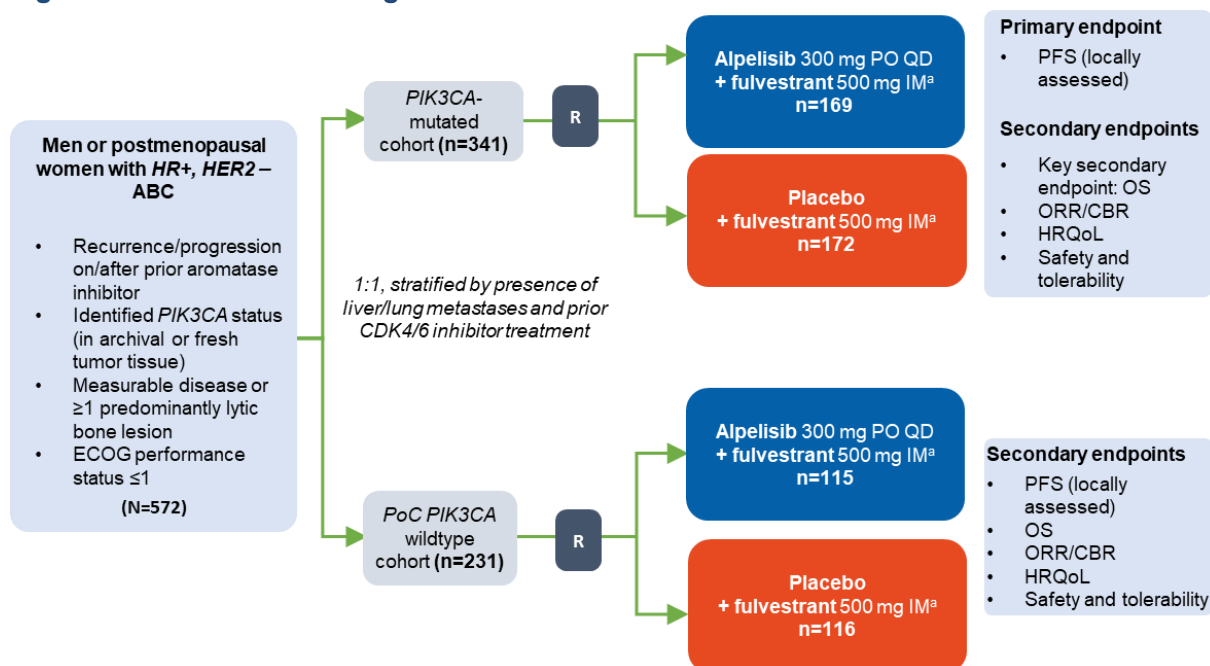 Men or postmenopausal
women with HR+, HER2 –
ABC
• Recurrence/progression
on/after prior aromatase
inhibitor
• Identified PIK3CA status
(in archival or fresh
tumor tissue)
• Measurable disease or
≥1 predominantly lytic
bone lesion
• ECOG performance
status ≤1
(N=572)
PIK3CA-
mutated
cohort (n=341)
R
1:1, stratified by presence of
liver/lung metastases and prior
CDK4/6 inhibitor treatment
PoC PIK3CA
wildtype
cohort (n=231)
R
Alpelisib 300 mg PO QD
+ fulvestrant 500 mg IMa
n=169
Placebo
+ fulvestrant 500 mg IMa
n=172
Alpelisib 300 mg PO QD
+ fulvestrant 500 mg IMa
n=115
Placebo
+ fulvestrant 500 mg IMa
n=116
Primary endpoint
• PFS (locally
assessed)
Secondary endpoints
• Key secondary
endpoint: OS
• ORR/CBR
• HRQoL
• Safety and
tolerability
Secondary endpoints
• PFS (locally
assessed)
• OS
• ORR/CBR
• HRQoL
• Safety and tolerability